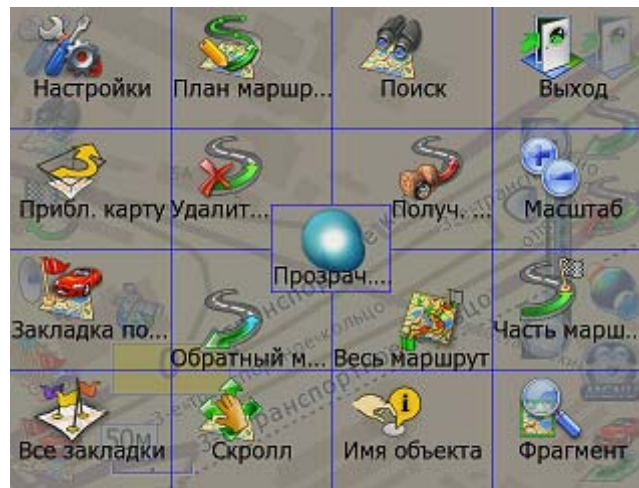 Настройки
План маршр...
Поиск
Выход
Прибл. карту
Удалит...
Получ. ...
Масштаб
Прозрач....
Закладка по...
Обратный м...
Весь маршрут
Часть марш...
Все закладки
50м
Скролл
Имя объекта
Фрагмент